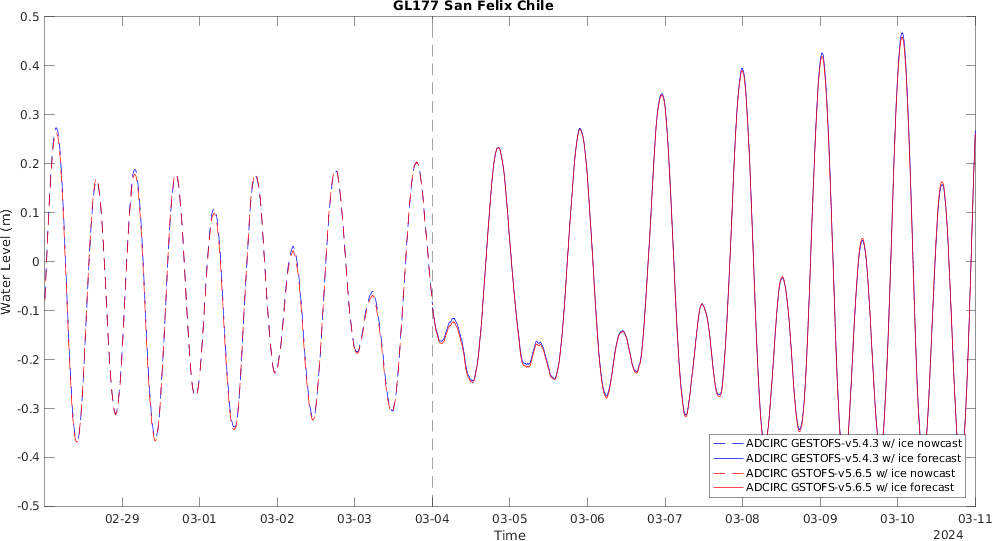 GL177 San Felix Chile
0.5
0.4
0.3
0.2
0.1
0
-0.1
-0.2
-0.3
-0.4
-0.5
Water Level (m)
ADCIRC GESTOFS-v5.4.3 w/ ice nowcast
ADCIRC GESTOFS-v5.4.3 w/ ice forecast
ADCIRC GSTOFS-v5.6.5 w/ ice nowcast
ADCIRC GSTOFS-v5.6.5 w/ ice forecast
02-29 03-01 03-02 03-03 03-04 03-05 03-06 03-07 03-08 03-09 03-10 03-11
Time
2024